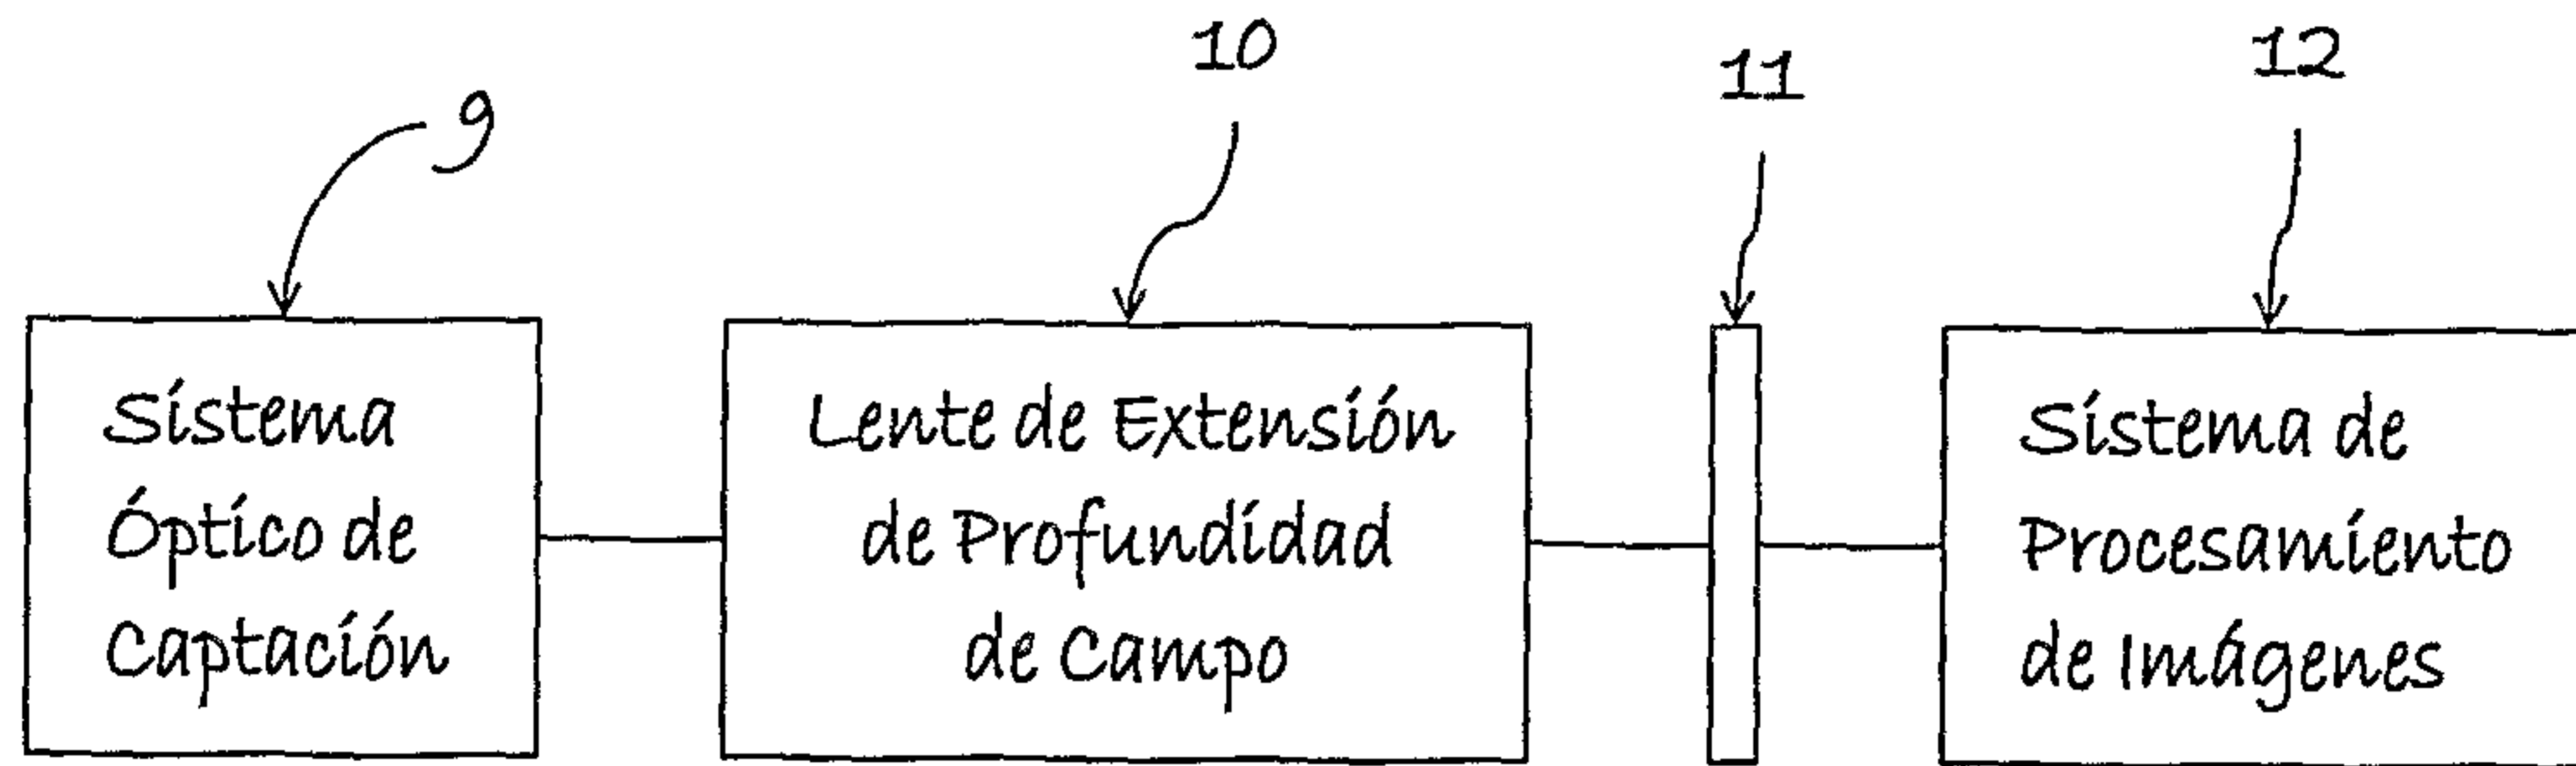 9
10
11
12
Sistema
Óptico de
Captación
Lente de Extensión
de Profundidad
de Campo
Sistema de
Procesamiento
de Imágenes